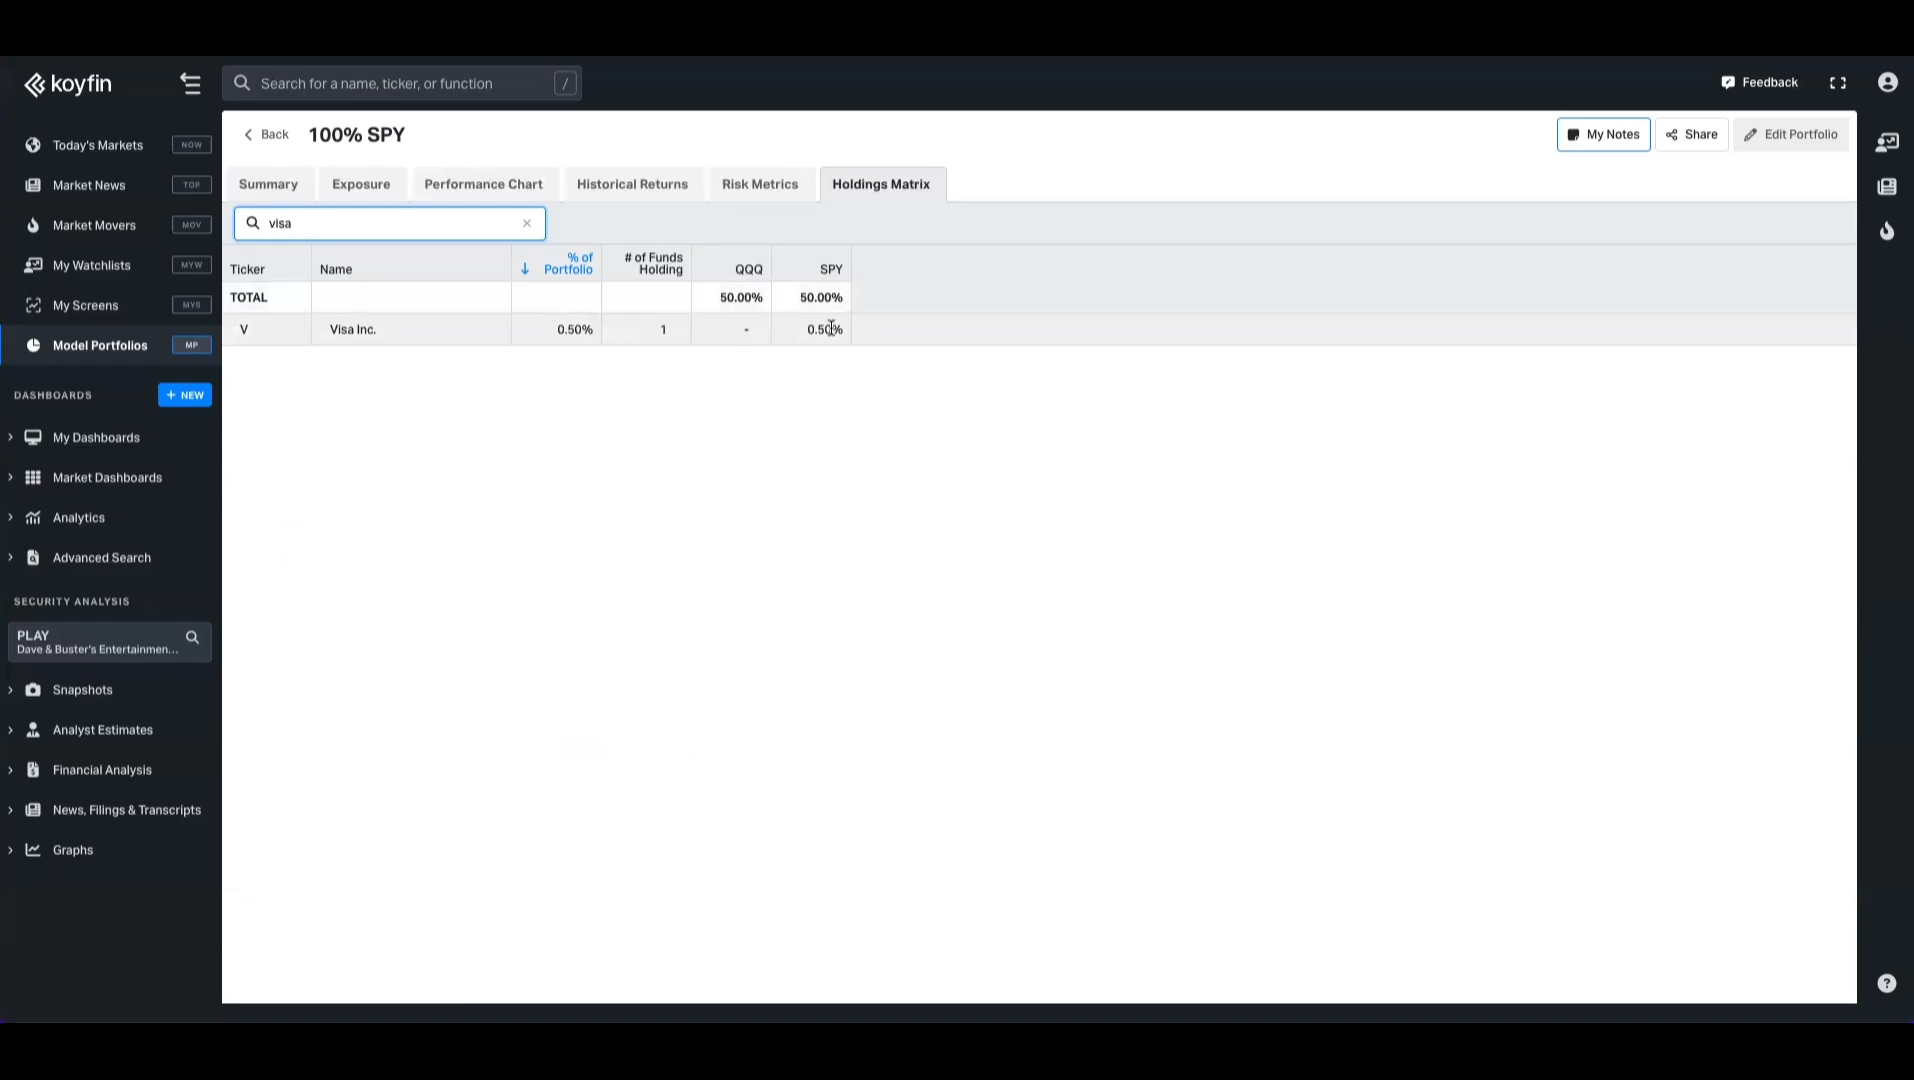 koyfin
Search for a name, ticker, or function /
Feedback
Today's Markets NOW
Market News TOP
Market Movers MOV
My Watchlists MYW
My Screens MYS
Model Portfolios MP
DASHBOARDS + NEW
My Dashboards
Market Dashboards
Analytics
Advanced Search
SECURITY ANALYSIS
PLAY
Dave & Buster's Entertainmen...
Snapshots
Analyst Estimates
Financial Analysis
News, Filings & Transcripts
Graphs
Back 100% SPY
My Notes Share Edit Portfolio
Summary Exposure Performance Chart Historical Returns Risk Metrics Holdings Matrix
visa
Ticker Name % of Portfolio # of Funds Holding QQQ SPY
TOTAL 50.00% 50.00%
V Visa Inc. 0.50% 1 - 0.50%
?